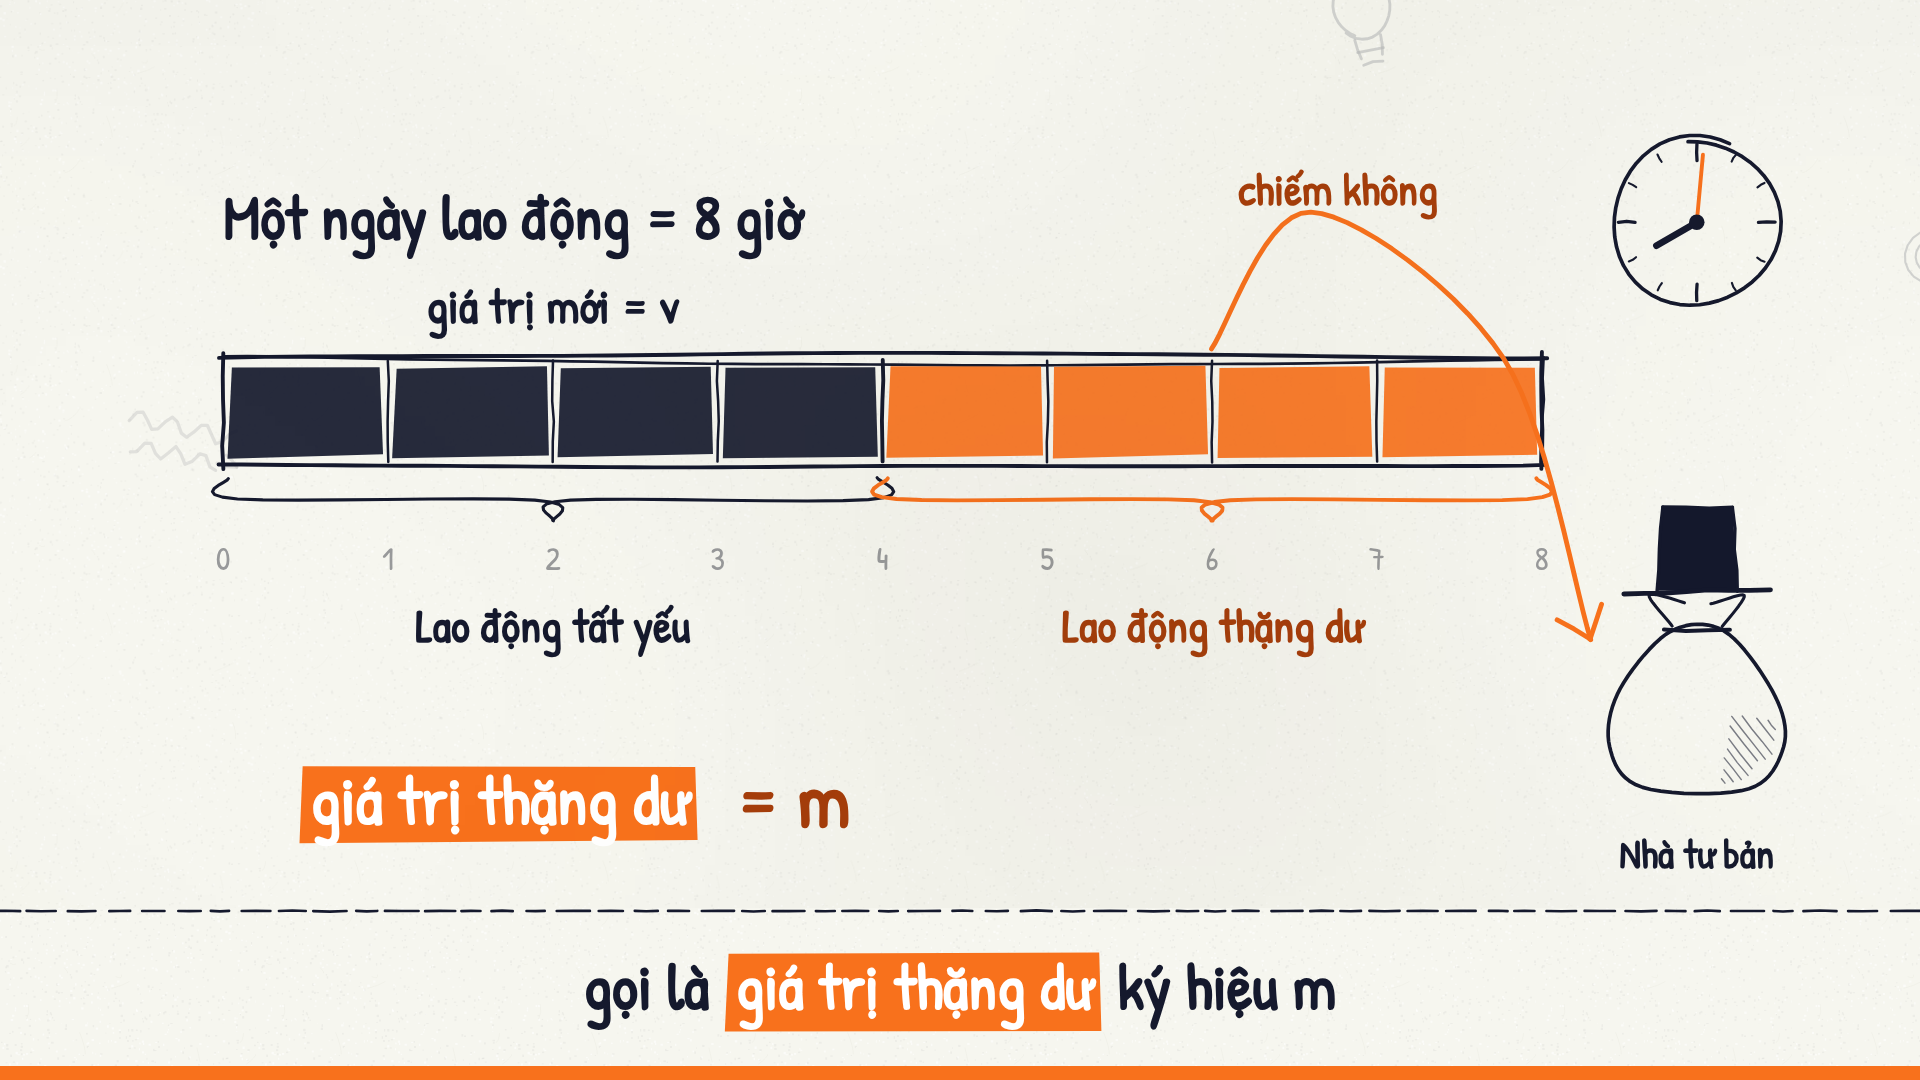 Một ngày lao động = 8 giờ
chiếm không
giá trị mới = v
0 1 2 3 4 5 6 7 8
Lao động tất yếu
Lao động thặng dư
giá trị thặng dư = m
Nhà tư bản
gọi là giá trị thặng dư ký hiệu m